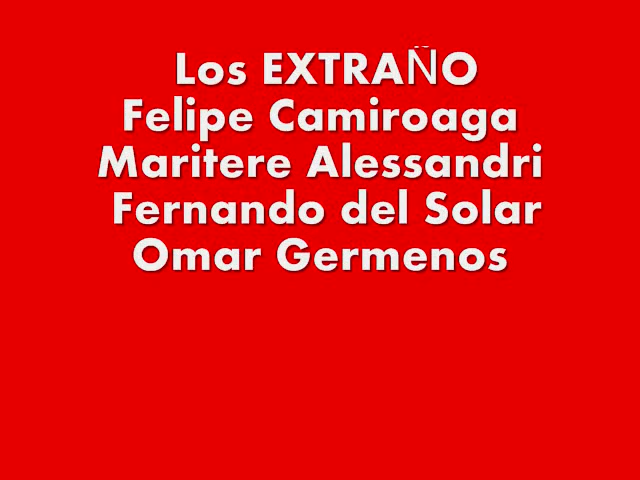 Los EXTRAÑO
Felipe Camiroaga
Maritere Alessandri
Fernando del Solar
Omar Germenos